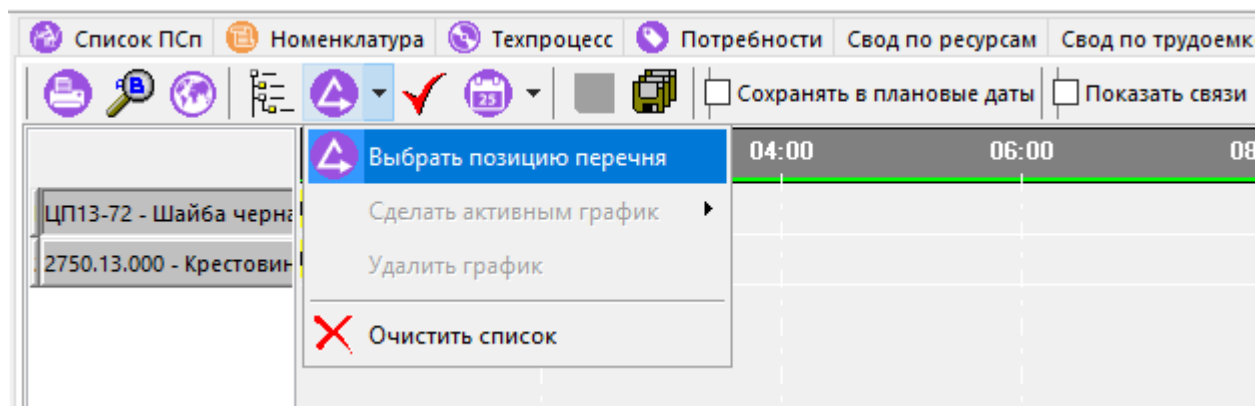 Список ПСп Номенклатура Техпроцесс Потребности Свод по ресурсам Свод по трудоемк
B 25 Сохранять в плановые даты Показать связи
04:00 06:00 08
Выбрать позицию перечня
ЦП13-72 - Шайба черна
Сделать активным график
2750.13.000 - Крестовин
Удалить график
Очистить список